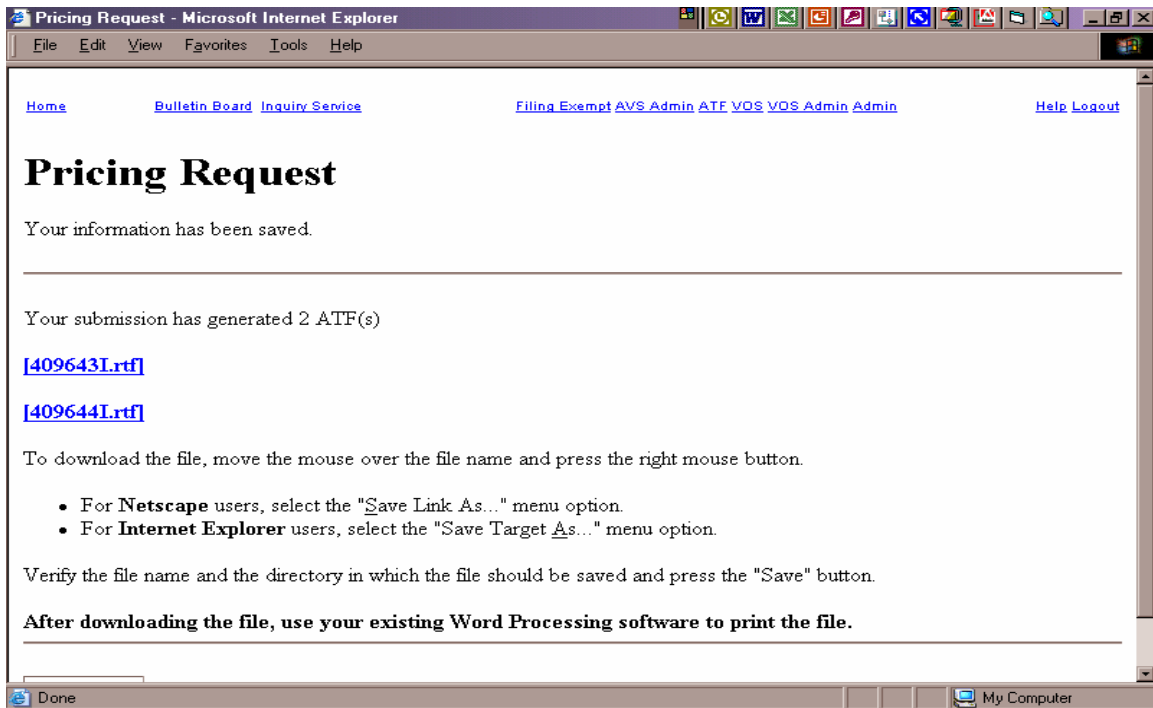 Pricing Request - Microsoft Internet Explorer
File Edit View Favorites Tools Help
Home Bulletin Board Inquiry Service Filing Exempt AVS Admin ATF VOS VOS Admin Admin Help Logout
Pricing Request
Your information has been saved.
Your submission has generated 2 ATF(s)
[409643I.rtf]
[409644I.rtf]
To download the file, move the mouse over the file name and press the right mouse button.
• For Netscape users, select the "Save Link As..." menu option.
• For Internet Explorer users, select the "Save Target As..." menu option.
Verify the file name and the directory in which the file should be saved and press the "Save" button.
After downloading the file, use your existing Word Processing software to print the file.
Done My Computer